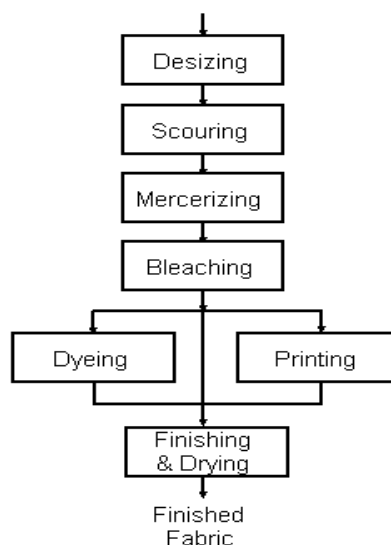 Desizing
Scouring
Mercerizing
Bleaching
Dyeing
Printing
Finishing
& Drying
Finished
Fabric